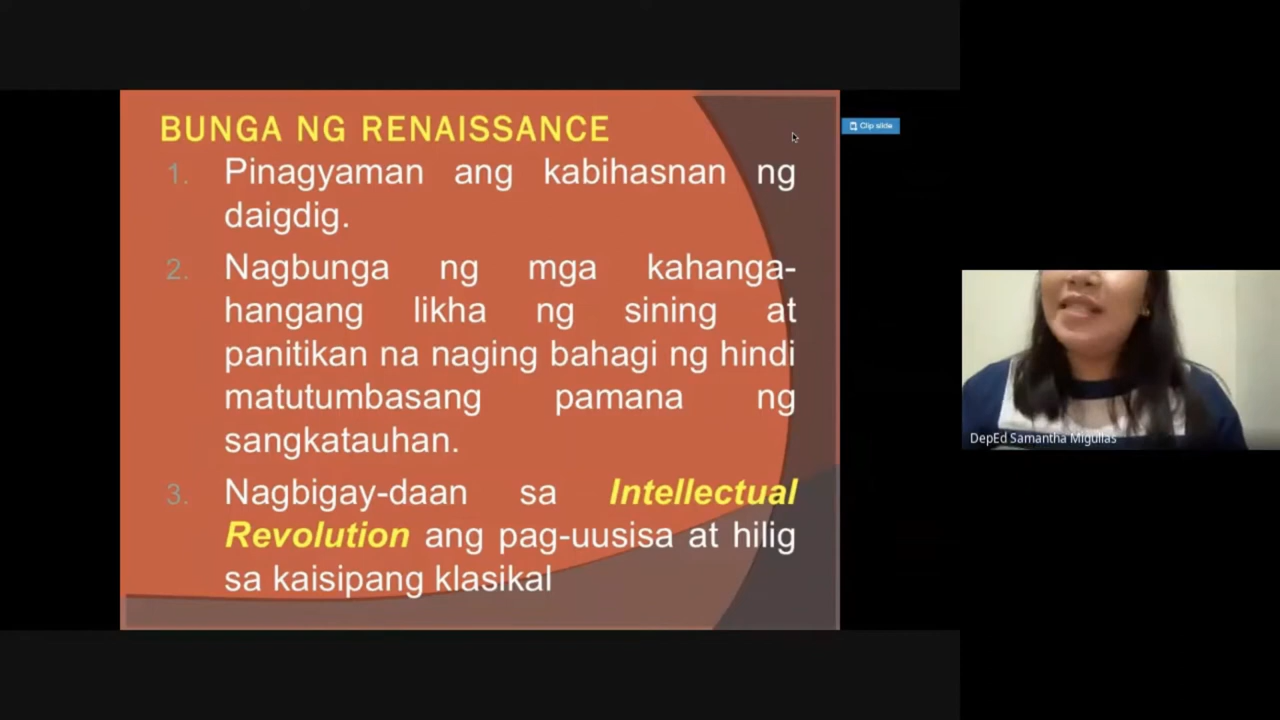 BUNGA NG RENAISSANCE
1. Pinagyaman ang kabihasnan ng
daigdig.
2. Nagbunga ng mga kahanga-
hangang likha ng sining at
panitikan na naging bahagi ng hindi
matutumbasang pamana ng
sangkatauhan.
3. Nagbigay-daan sa Intellectual
Revolution ang pag-uusisa at hilig
sa kaisipang klasikal
Clip slide
DepEd Samantha Migullas